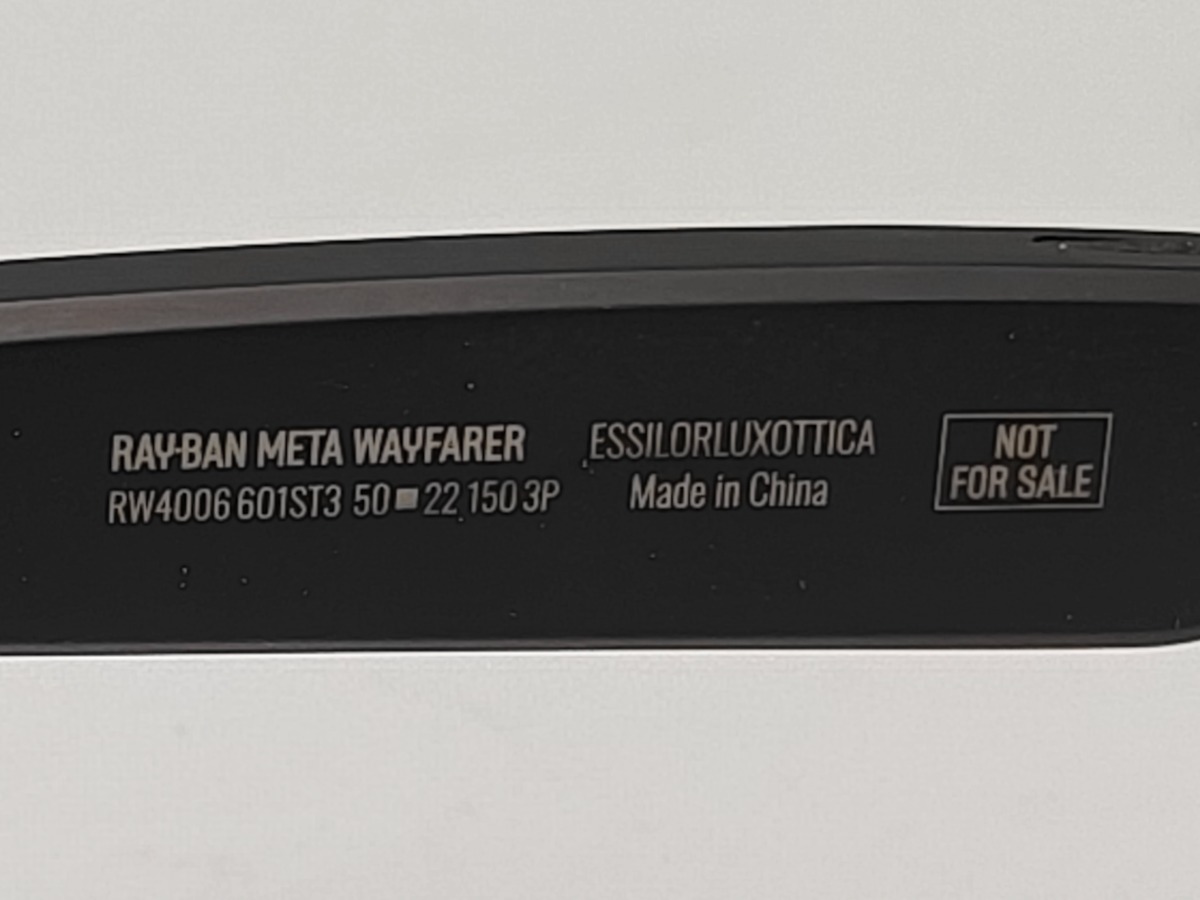 RAY-BAN META WAYFARER
RW4006 601ST3 50▪22 150 3P
ESSILORLUXOTTICA
Made in China
NOT
FOR SALE